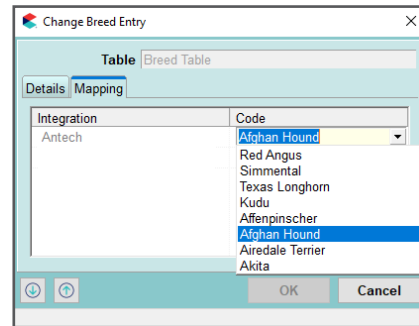 Change Breed Entry
Table Breed Table
Details Mapping
Integration Code
Antech Afghan Hound
Red Angus
Simmental
Texas Longhorn
Kudu
Affenpinscher
Afghan Hound
Airedale Terrier
Akita
OK Cancel